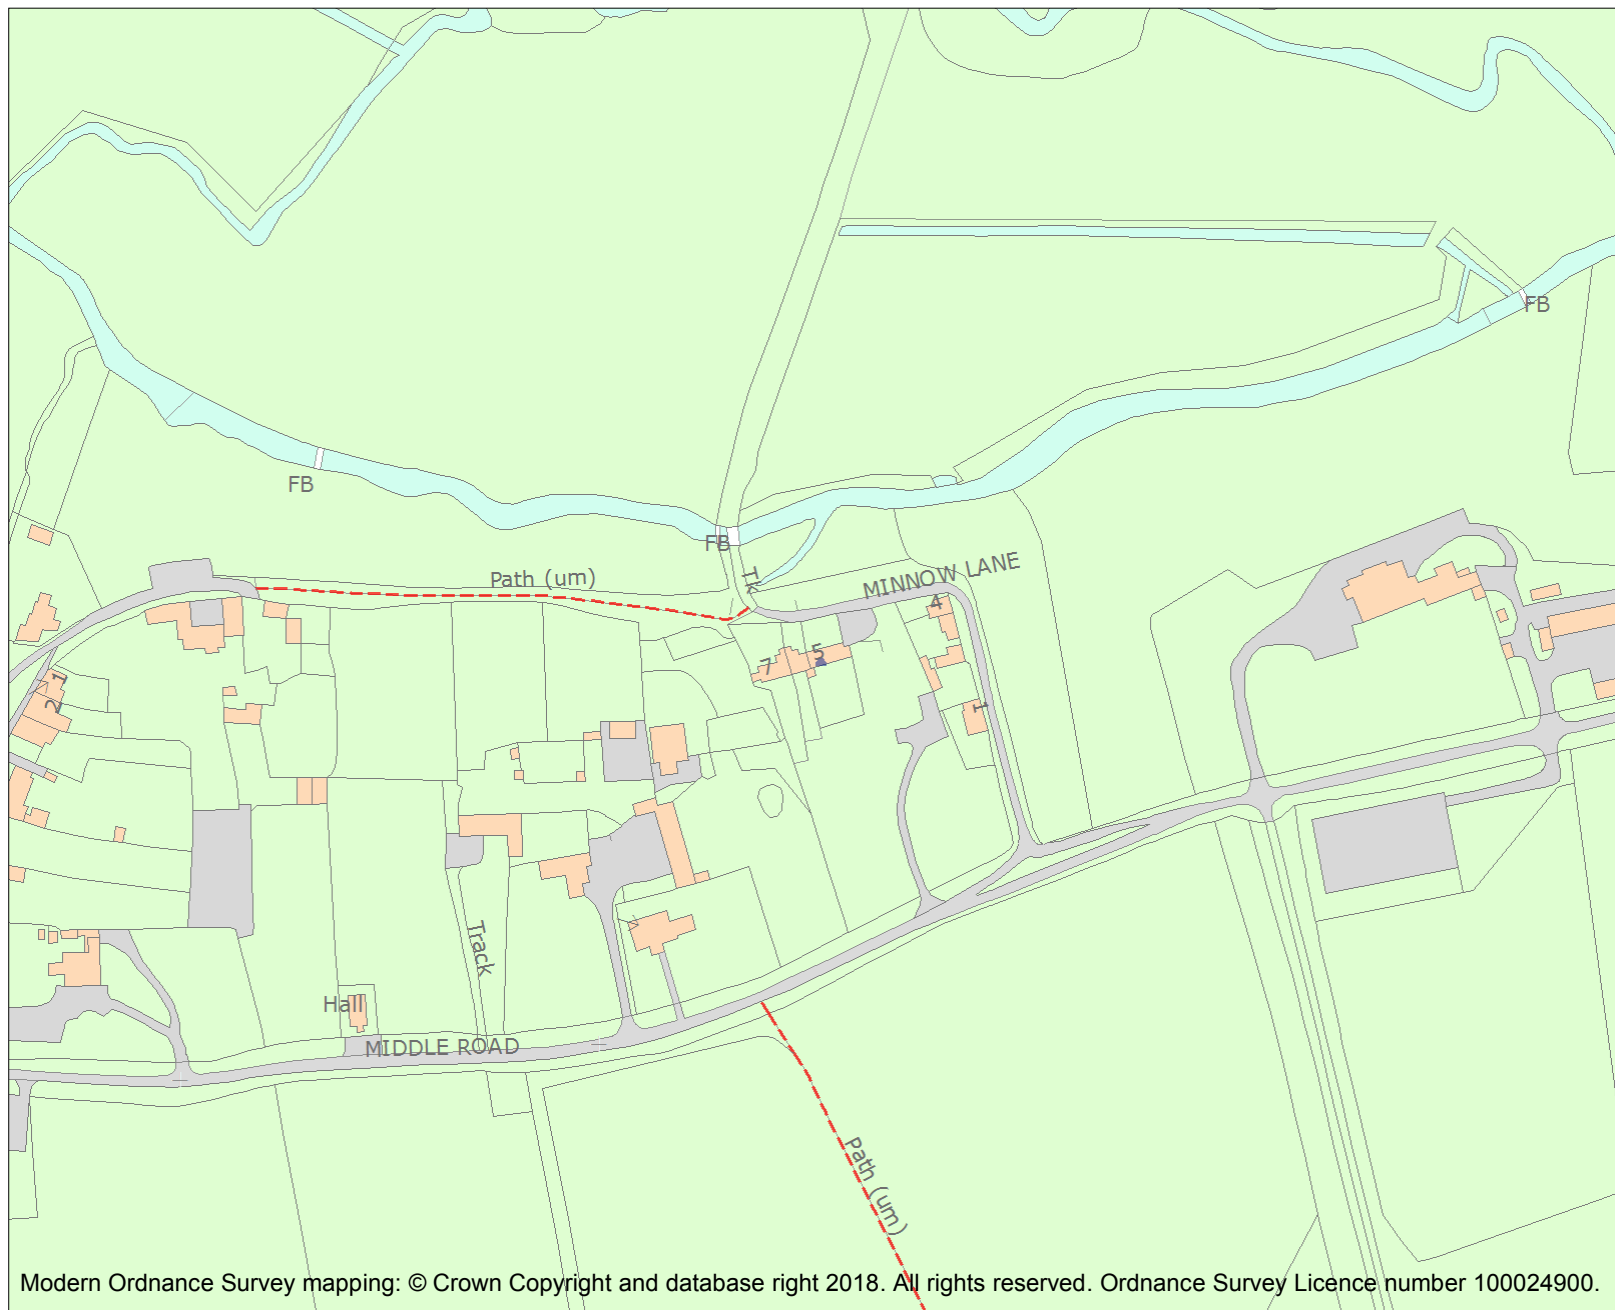 FB
FB
FB
Path (um)
Tk
MINNOW LANE
4
5
7
1
1
2
Track
Hall
MIDDLE ROAD
Path (um)
Modern Ordnance Survey mapping: © Crown Copyright and database right 2018. All rights reserved. Ordnance Survey Licence number 100024900.